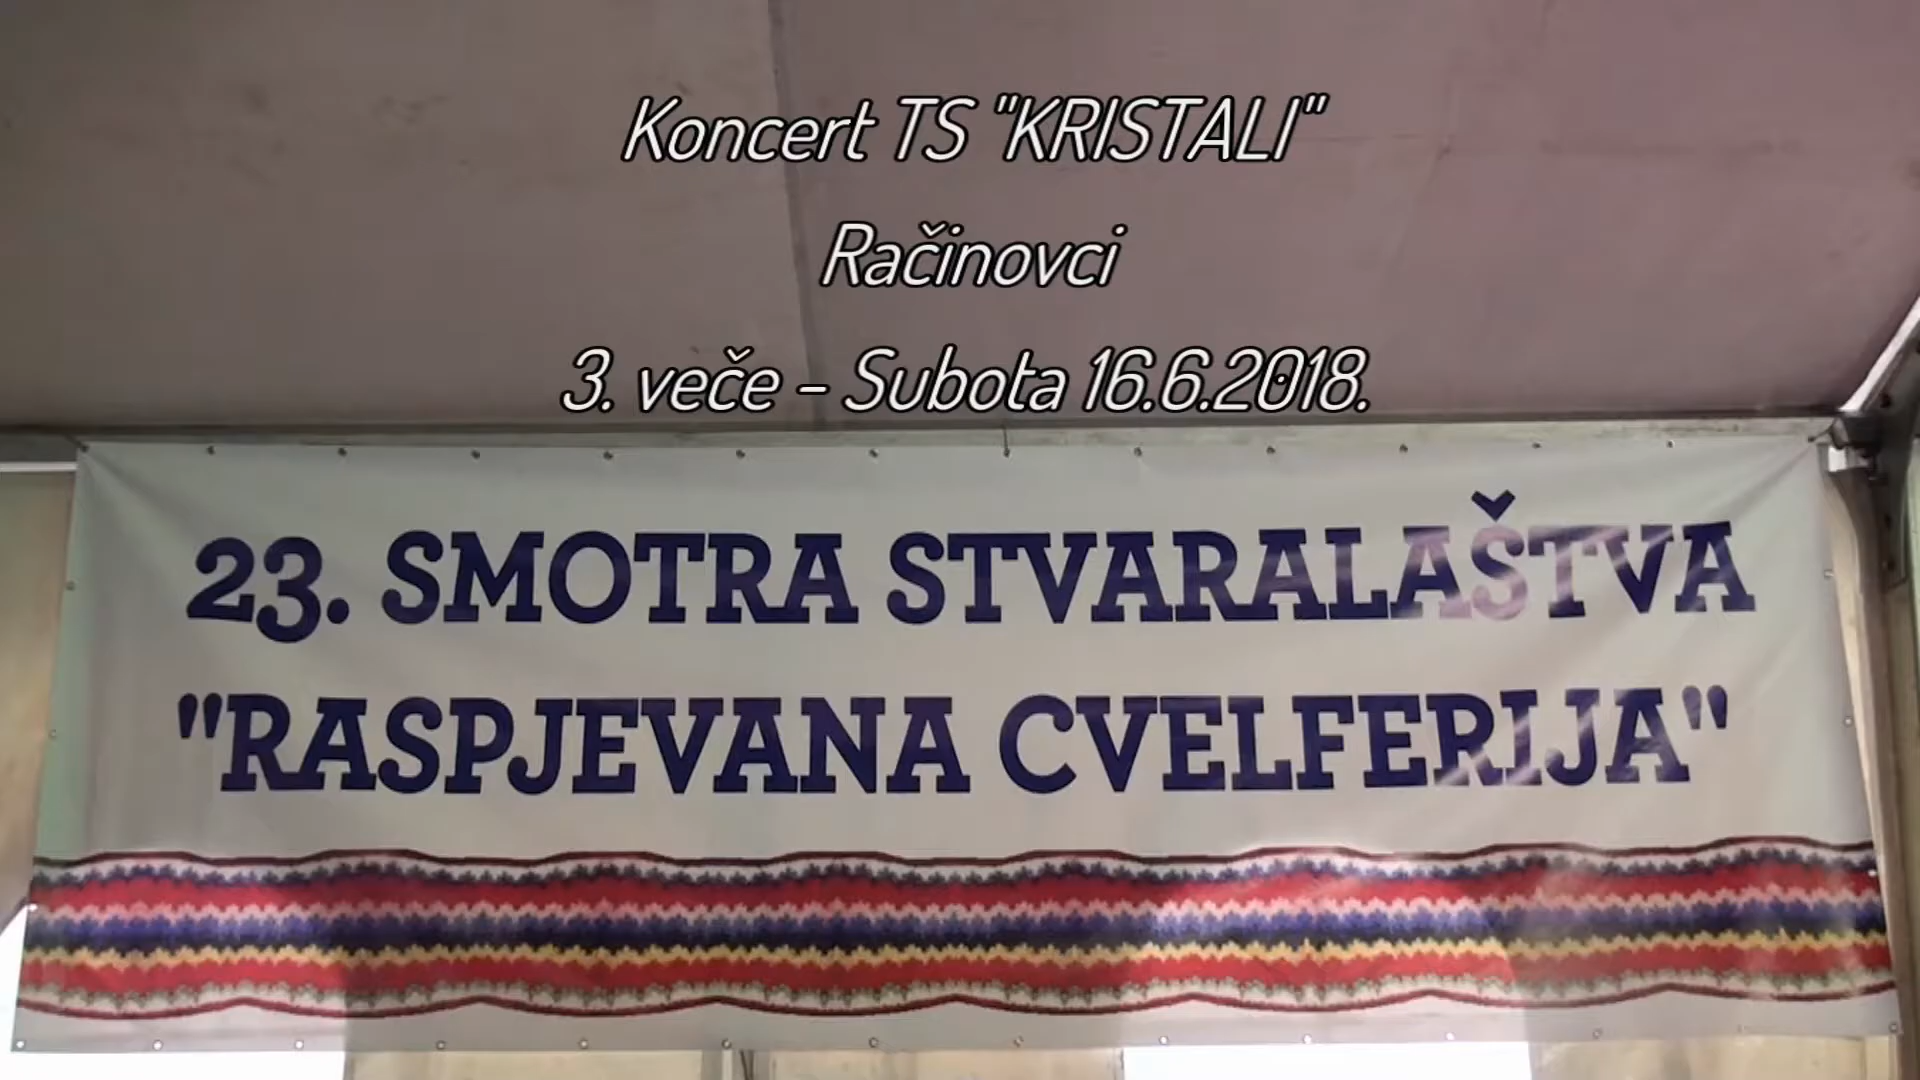 Koncert TS "KRISTALI"
Račinovci
3. veče - Subota 16.6.2018.
23. SMOTRA STVARALAŠTVA
"RASPJEVANA CVELFERIJA"